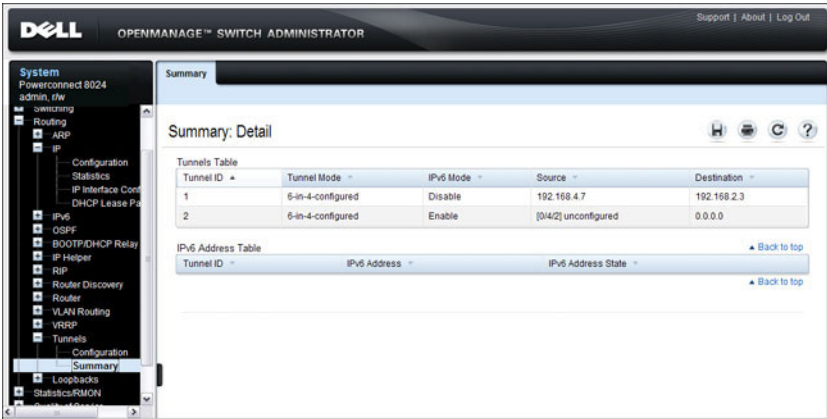 Support | About | Log Out
DELL OPENMANAGE™ SWITCH ADMINISTRATOR
System
Powerconnect 8024
admin, r/w
Switching
Routing
ARP
IP
Configuration
Statistics
IP Interface Conf
DHCP Lease Pa
IPv6
OSPF
BOOTP/DHCP Relay
IP Helper
RIP
Router Discovery
Router
VLAN Routing
VRRP
Tunnels
Configuration
Summary
Loopbacks
Statistics/RMON
Quality of Service
Summary
Summary: Detail
Tunnels Table
Tunnel ID Tunnel Mode IPv6 Mode Source Destination
1 6-in-4-configured Disable 192.168.4.7 192.168.2.3
2 6-in-4-configured Enable [0/4/2] unconfigured 0.0.0.0
Back to top
IPv6 Address Table
Tunnel ID IPv6 Address IPv6 Address State
Back to top